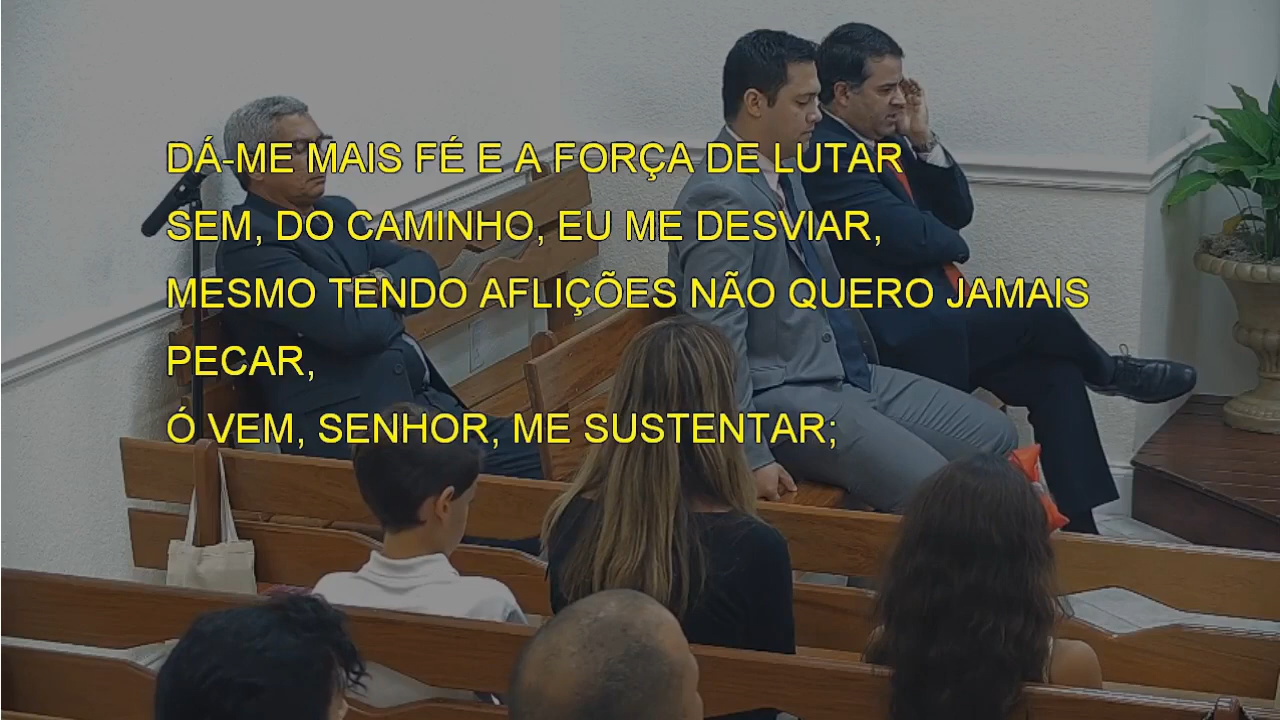 DÁ-ME MAIS FÉ E A FORÇA DE LUTAR
SEM, DO CAMINHO, EU ME DESVIAR,
MESMO TENDO AFLIÇÕES NÃO QUERO JAMAIS
PECAR,
Ó VEM, SENHOR, ME SUSTENTAR;